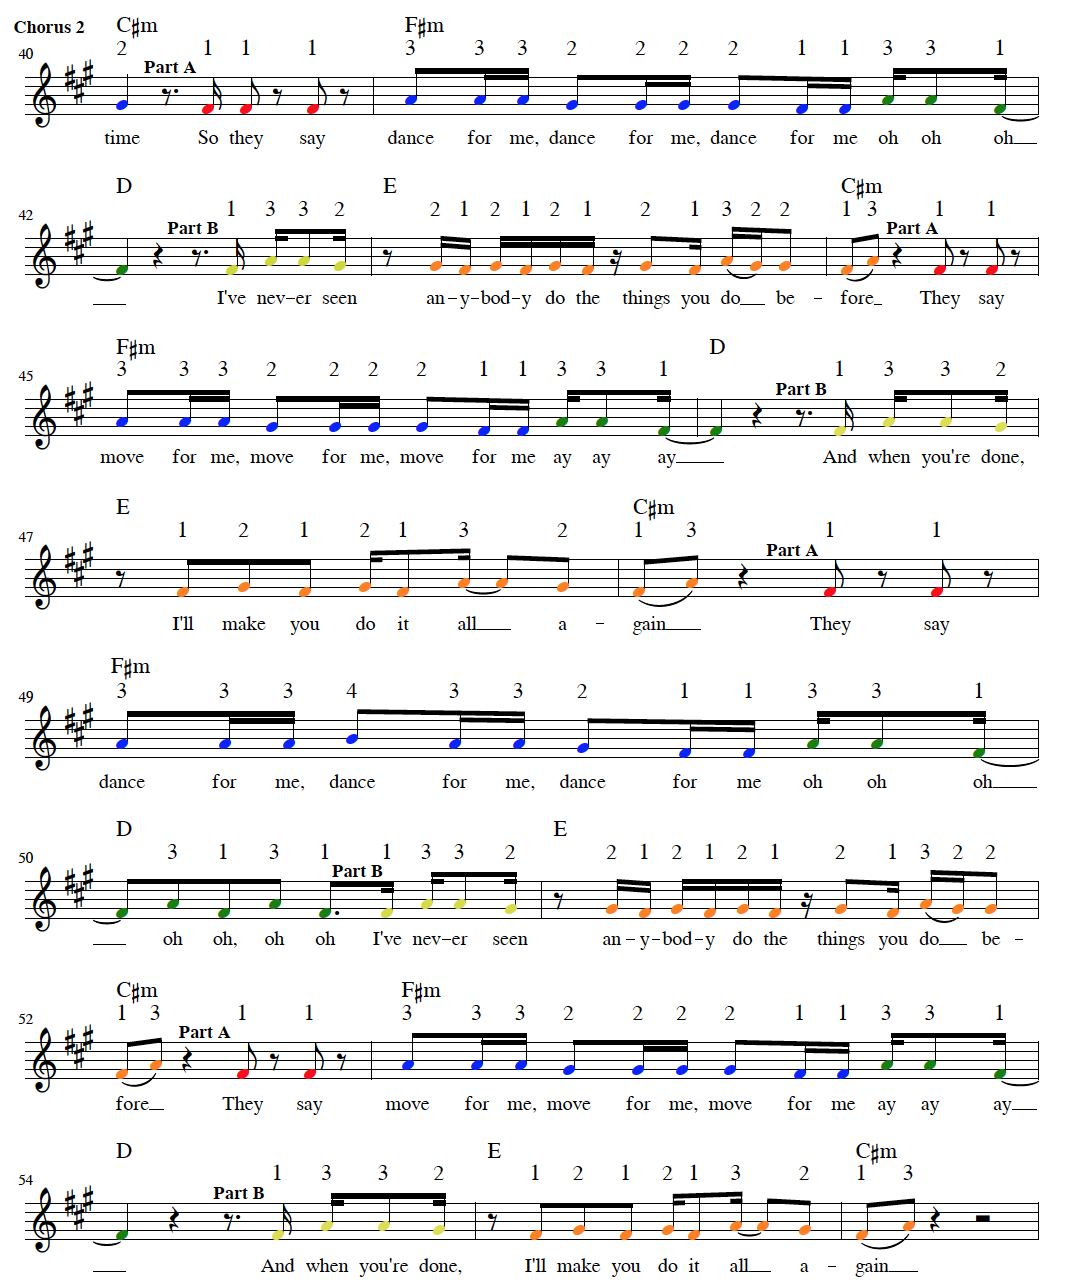 Chorus 2 C♯m F♯m
40 2 1 1 1 3 3 3 2 2 2 2 1 1 3 3 1
Part A
time So they say dance for me, dance for me, dance for me oh oh oh
D E C♯m
42 1 3 3 2 2 1 2 1 2 1 2 1 3 2 2 1 3 1 1
Part B Part A
I've nev-er seen an-y-bod-y do the things you do be - fore They say
F♯m D
45 3 3 3 2 2 2 2 1 1 3 3 1 1 3 3 2
Part B
move for me, move for me, move for me ay ay ay And when you're done,
E C♯m
47 1 2 1 2 1 3 2 1 3 1 1
Part A
I'll make you do it all a - gain They say
F♯m
49 3 3 3 4 3 3 2 1 1 3 3 1
dance for me, dance for me, dance for me oh oh oh
D E
50 3 1 3 1 1 3 3 2 2 1 2 1 2 1 2 1 3 2 2
Part B
oh oh, oh oh I've nev-er seen an-y-bod-y do the things you do be -
C♯m F♯m
52 1 3 1 1 3 3 3 2 2 2 2 1 1 3 3 1
Part A
fore They say move for me, move for me, move for me ay ay ay
D E C♯m
54 1 3 3 2 1 2 1 2 1 3 2 1 3
Part B
And when you're done, I'll make you do it all a - gain